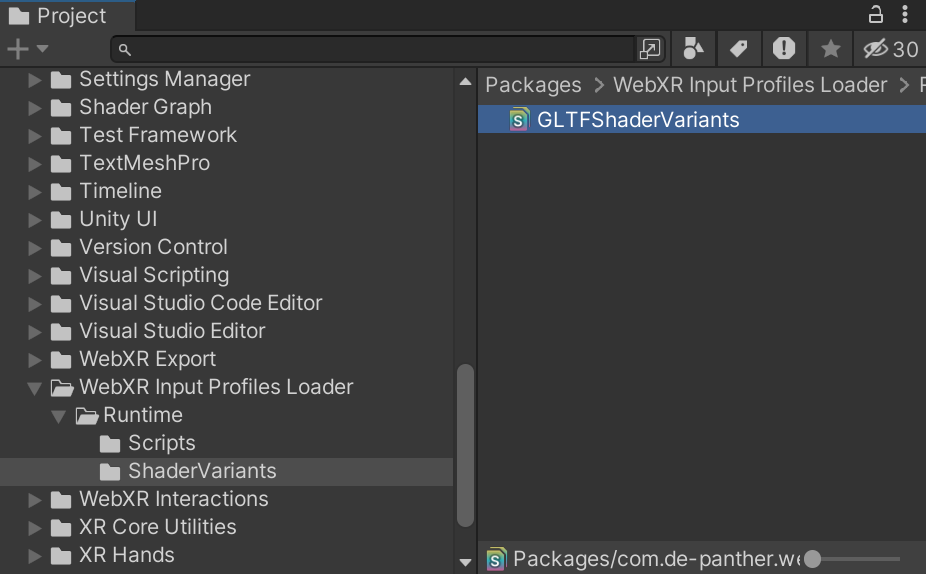 Project
30
Settings Manager
Shader Graph
Test Framework
TextMeshPro
Timeline
Unity UI
Version Control
Visual Scripting
Visual Studio Code Editor
Visual Studio Editor
WebXR Export
WebXR Input Profiles Loader
Runtime
Scripts
ShaderVariants
WebXR Interactions
XR Core Utilities
XR Hands
Packages > WebXR Input Profiles Loader >
GLTFShaderVariants
Packages/com.de-panther.we